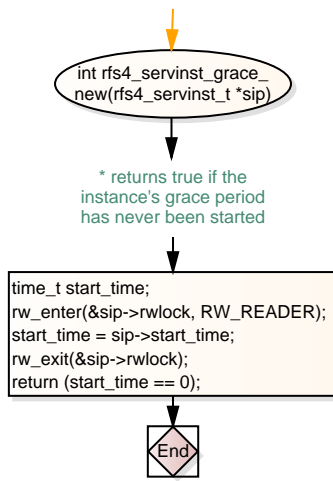 int rfs4_servinst_grace_
new(rfs4_servinst_t *sip)
* returns true if the
instance's grace period
has never been started
time_t start_time;
rw_enter(&sip->rwlock, RW_READER);
start_time = sip->start_time;
rw_exit(&sip->rwlock);
return (start_time == 0);
End